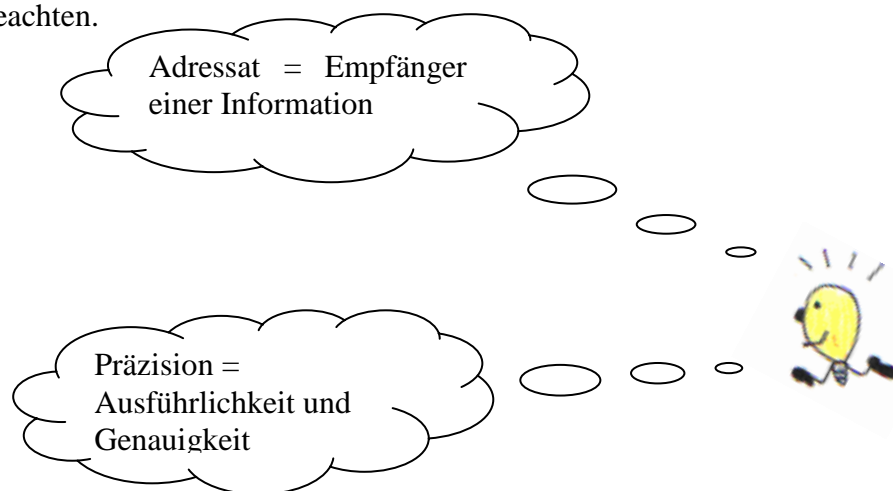 eachten.
Adressat = Empfänger
einer Information
Präzision =
Ausführlichkeit und
Genauigkeit